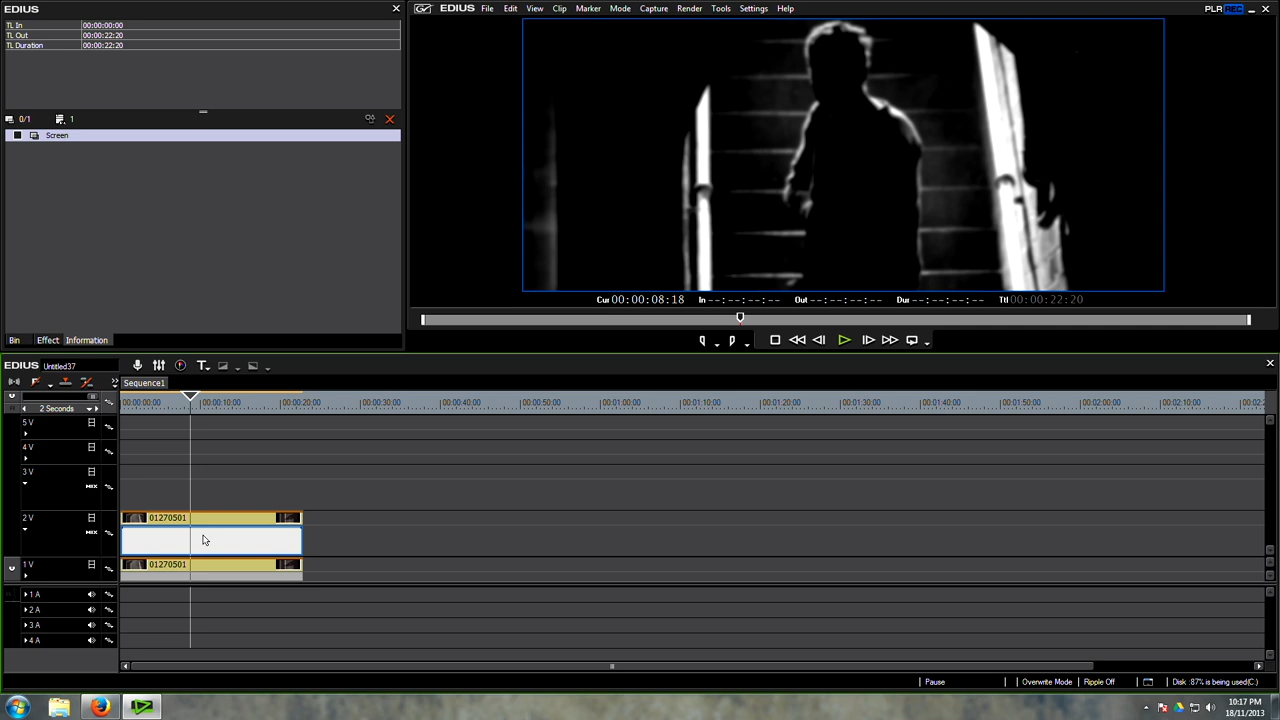 EDIUS
TL In 00:00:00:00
TL Out 00:00:22:20
TL Duration 00:00:22:20
0/1 1
Screen
Bin Effect Information
EDIUS File Edit View Clip Marker Mode Capture Render Tools Settings Help PLR REC
Cur 00:00:08:18 In --:--:--:-- Out --:--:--:-- Dur --:--:--:-- Ttl 00:00:22:20
EDIUS Untitled37
Sequence1
2 Seconds
00:00:00:00 00:00:10;00 00:00:20;00 00:00:30;00 00:00:40;00 00:00:50;00 00:01:00;00 00:01:10;00 00:01:20;00 00:01:30;00 00:01:40;00 00:01:50;00 00:02:00;00 00:02:10;00 00:02:2
5 V
4 V
3 V
MIX
2 V 01270501
MIX
1 V 01270501
1 A
2 A
3 A
4 A
Pause Overwrite Mode Ripple Off Disk :87% is being used(C:)
10:17 PM
18/11/2013